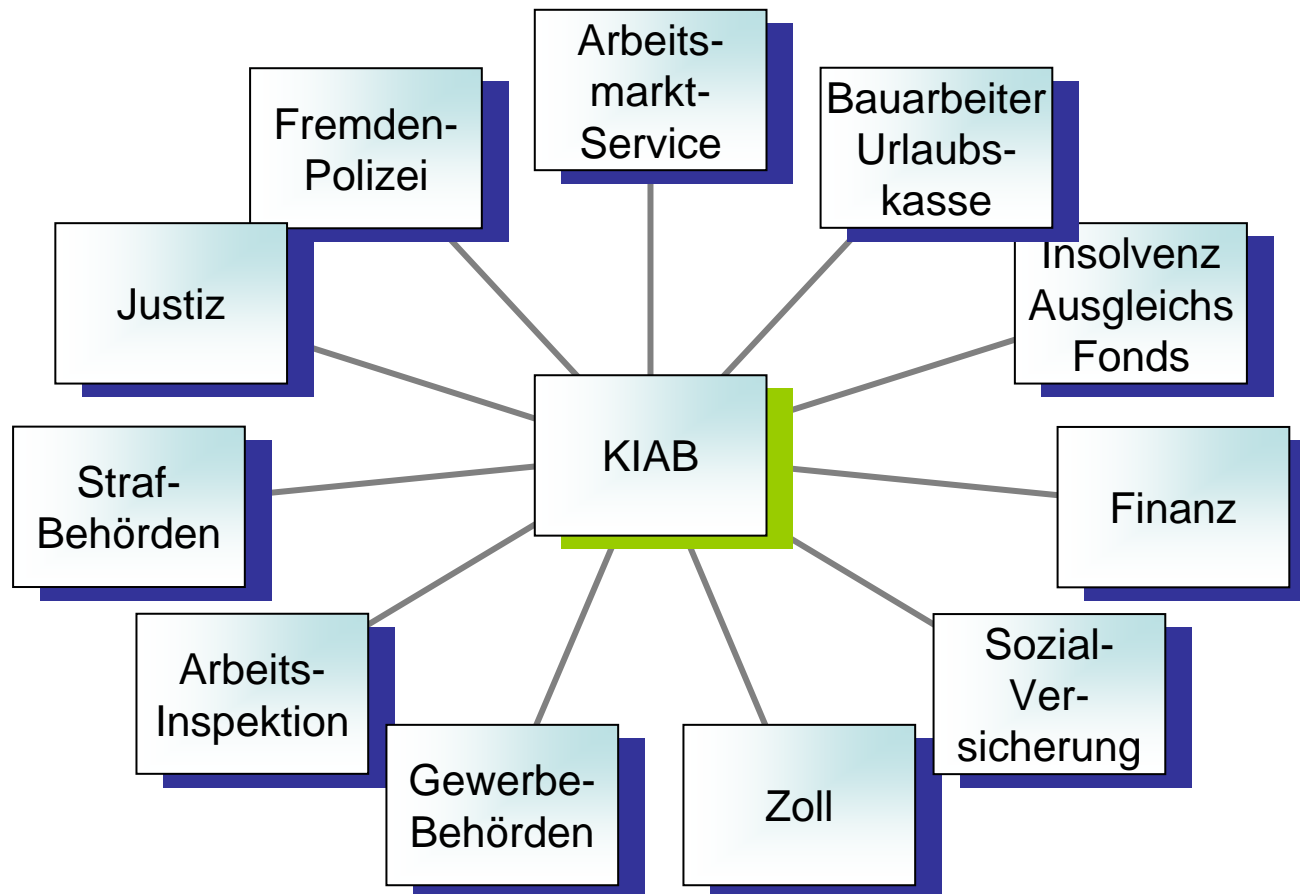 Arbeits-
markt-
Service
Fremden-
Polizei
Bauarbeiter
Urlaubs-
kasse
Justiz
Insolvenz
Ausgleichs
Fonds
KIAB
Straf-
Behörden
Finanz
Arbeits-
Inspektion
Sozial-
Ver-
sicherung
Gewerbe-
Behörden
Zoll